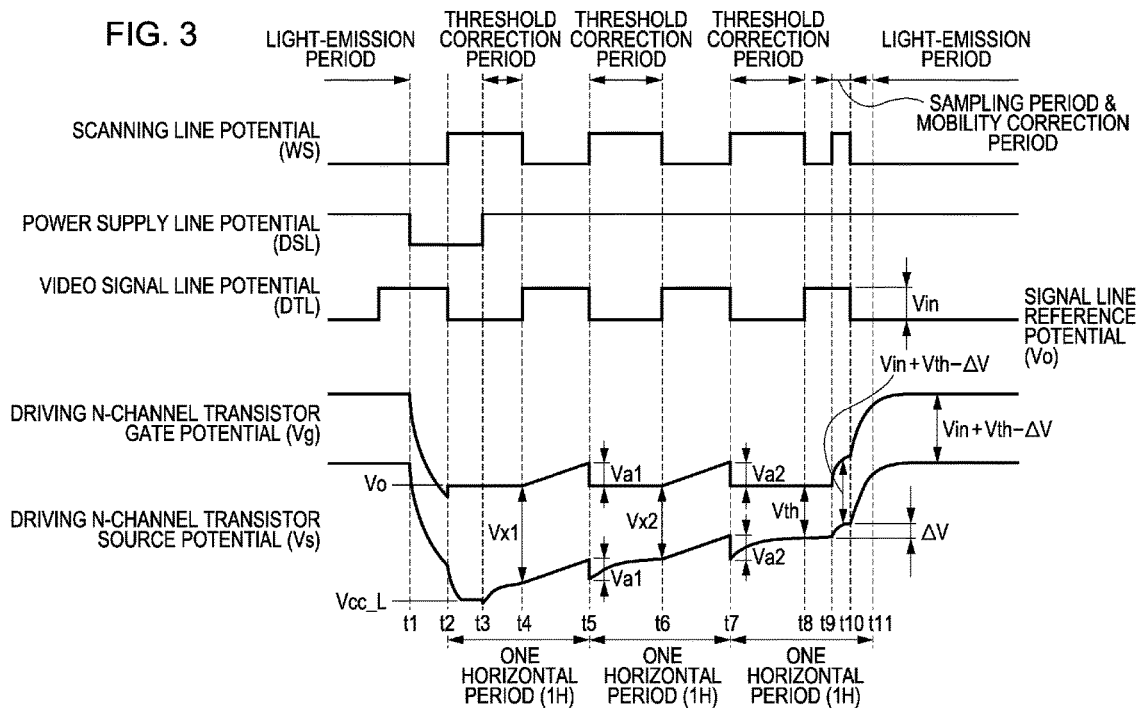 FIG. 3
LIGHT-EMISSION
PERIOD
THRESHOLD
CORRECTION
PERIOD
THRESHOLD
CORRECTION
PERIOD
THRESHOLD
CORRECTION
PERIOD
LIGHT-EMISSION
PERIOD
SAMPLING PERIOD &
MOBILITY CORRECTION
PERIOD
SCANNING LINE POTENTIAL
(WS)
POWER SUPPLY LINE POTENTIAL
(DSL)
VIDEO SIGNAL LINE POTENTIAL
(DTL)
Vin
SIGNAL LINE
REFERENCE
POTENTIAL
(Vo)
Vin+Vth−ΔV
DRIVING N-CHANNEL TRANSISTOR
GATE POTENTIAL (Vg)
Vin+Vth−ΔV
Vo
Va1
Va2
DRIVING N-CHANNEL TRANSISTOR
SOURCE POTENTIAL (Vs)
Vx1
Vx2
Vth
ΔV
Va1
Va2
Vcc_L
t1 t2 t3 t4 t5 t6 t7 t8 t9 t10 t11
ONE
HORIZONTAL
PERIOD (1H)
ONE
HORIZONTAL
PERIOD (1H)
ONE
HORIZONTAL
PERIOD (1H)